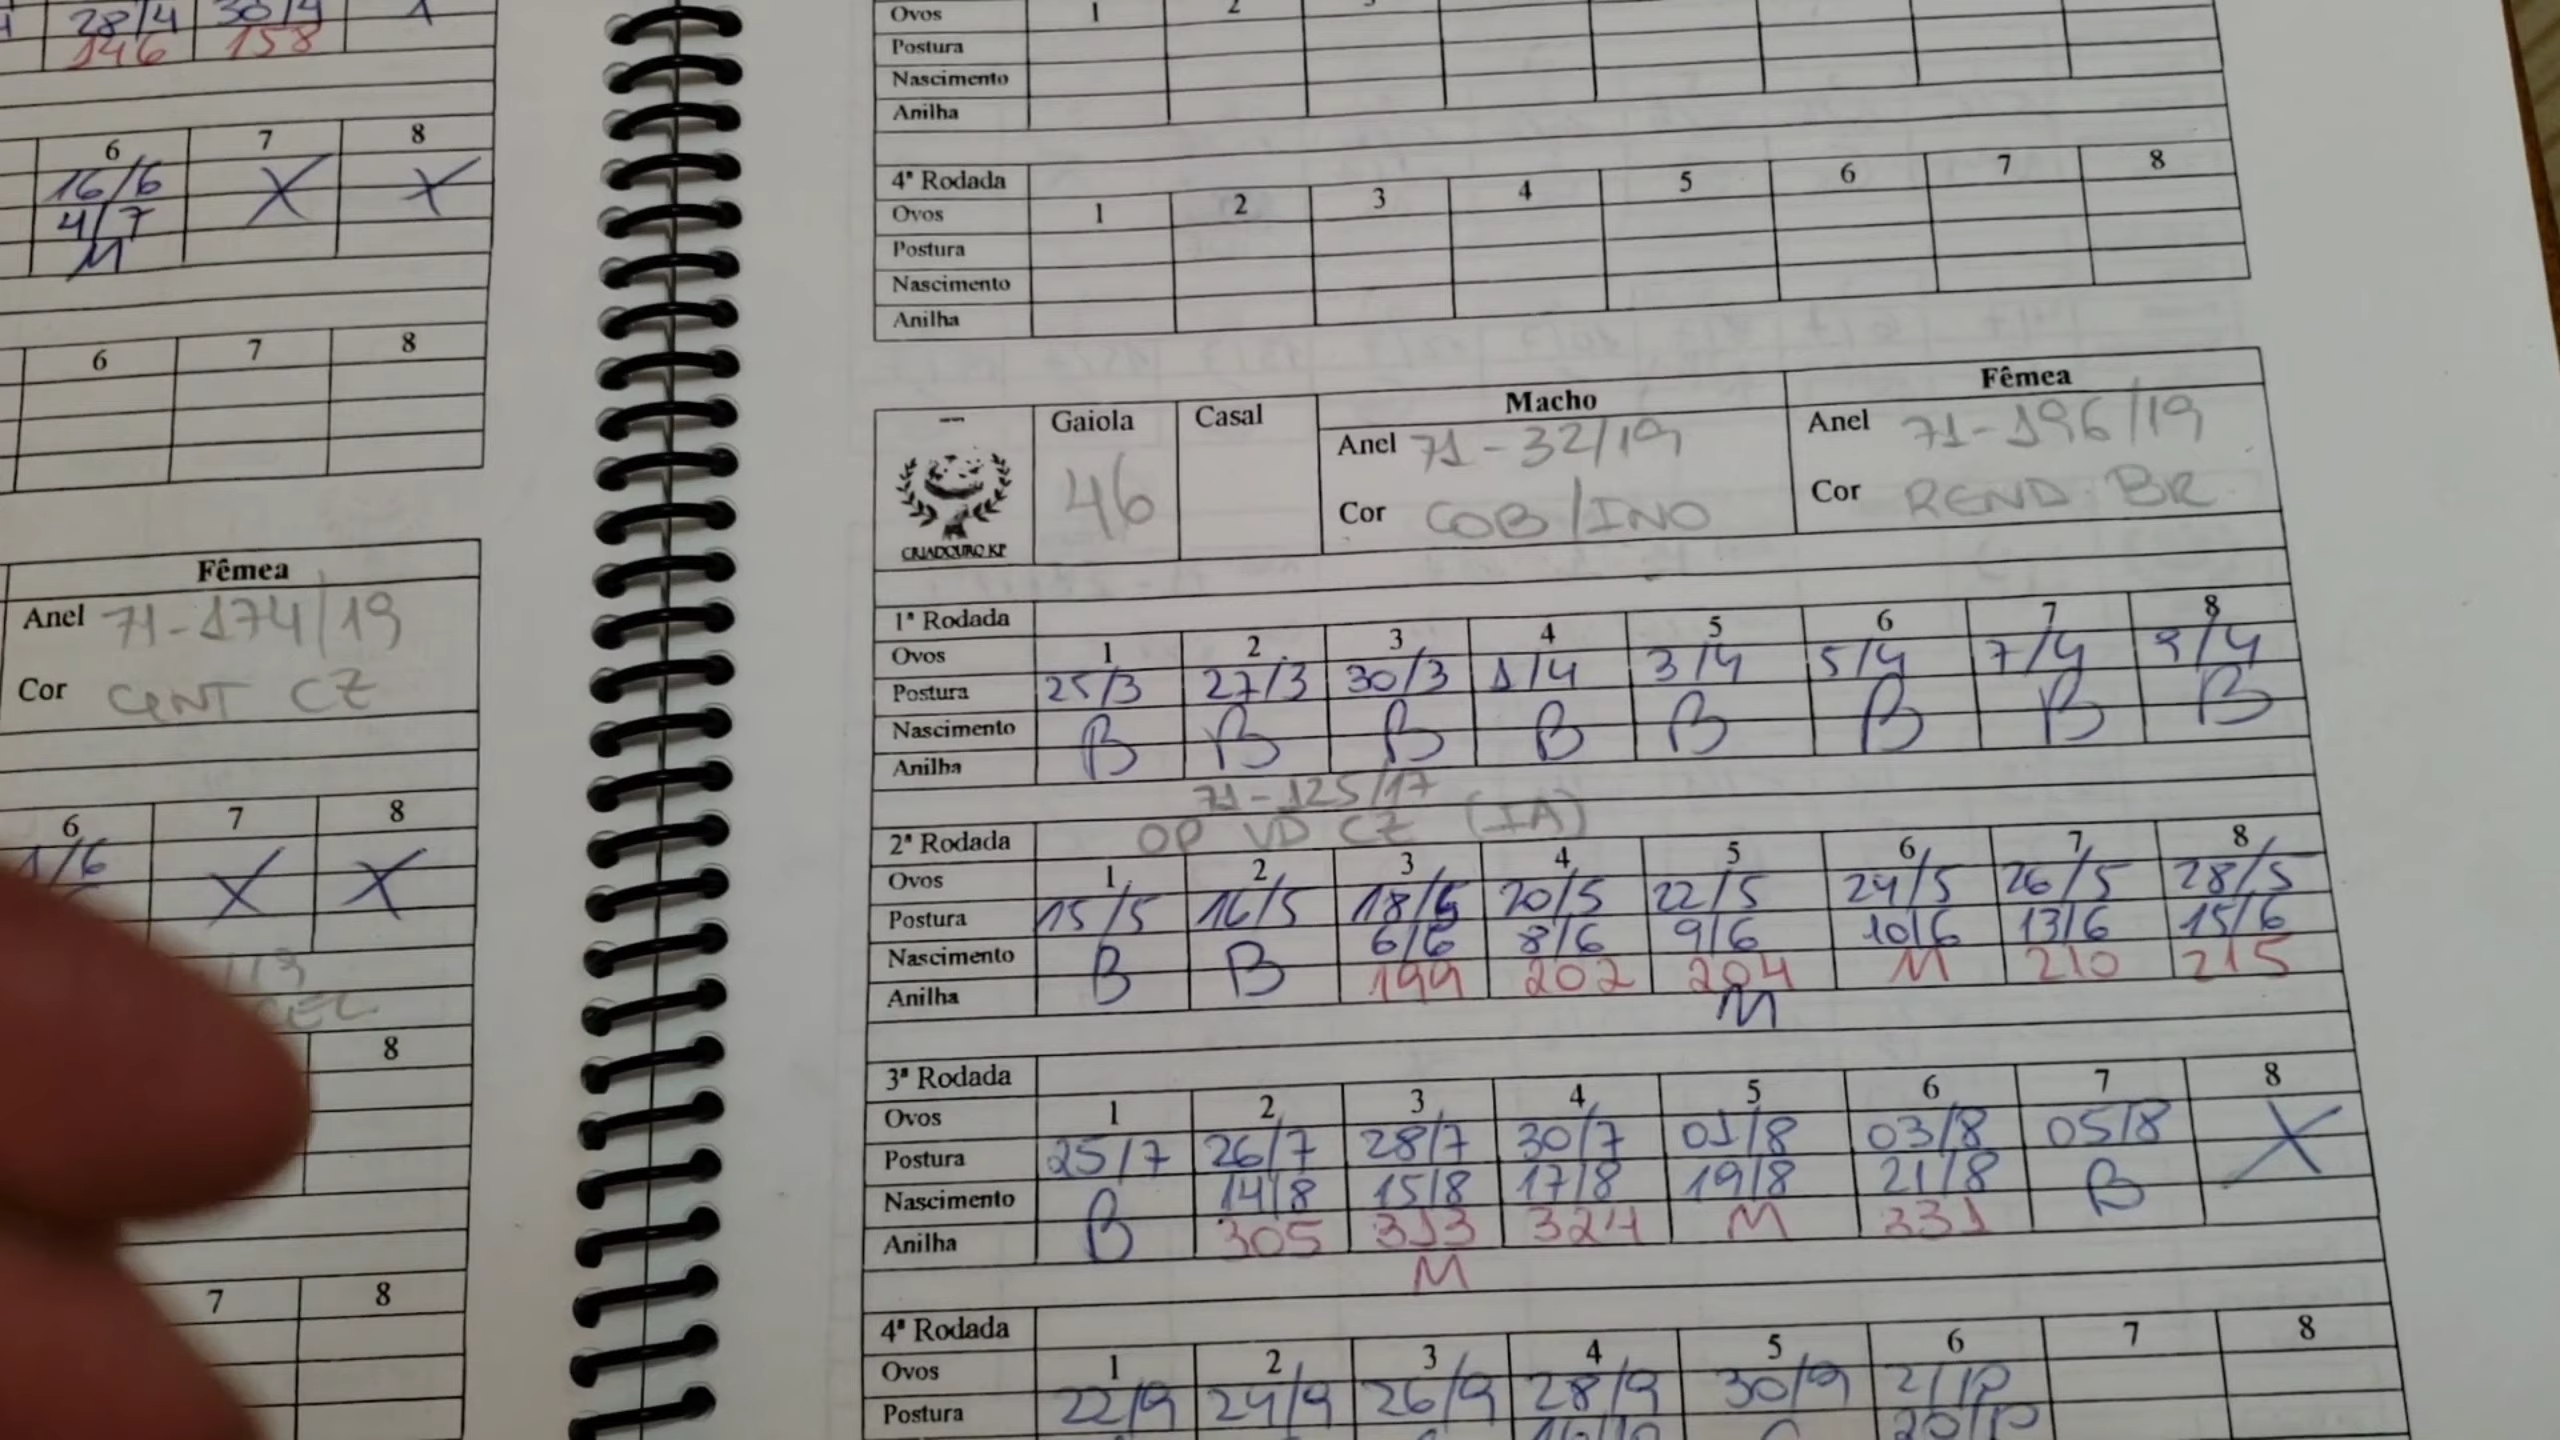 28/4 30/4
146 158
6 7 8
16/6 X X
4/7
M
6 7 8
Fêmea
Anel 71-174/19
Cor CZ
6 7 8
1/6 X X
8
7 8
Ovos 1 2
Postura
Nascimento
Anilha
4ª Rodada
Ovos 1 2 3 4 5 6 7 8
Postura
Nascimento
Anilha
Gaiola Casal Macho Fêmea
46 Anel 71-32/19 Anel 71-196/19
Cor COB/INO Cor REND. BR
CRIADOURO KP
1ª Rodada
Ovos 1 2 3 4 5 6 7 8
Postura 25/3 27/3 30/3 1/4 3/4 5/4 7/4 9/4
Nascimento B B B B B B B B
Anilha
71-125/17
2ª Rodada OP VD CZ (IA)
Ovos 1 2 3 4 5 6 7 8
Postura 15/5 16/5 18/5 20/5 22/5 24/5 26/5 28/5
Nascimento B B 6/6 8/6 9/6 10/6 13/6 15/6
Anilha 199 202 204 M 210 215
M
3ª Rodada
Ovos 1 2 3 4 5 6 7 8
Postura 25/7 26/7 28/7 30/7 01/8 03/8 05/8 X
Nascimento B 14/8 15/8 17/8 19/8 21/8 B
Anilha 305 313 324 M 331
M
4ª Rodada
Ovos 1 2 3 4 5 6 7 8
Postura 22/9 24/9 26/9 28/9 30/9 2/10
20/10